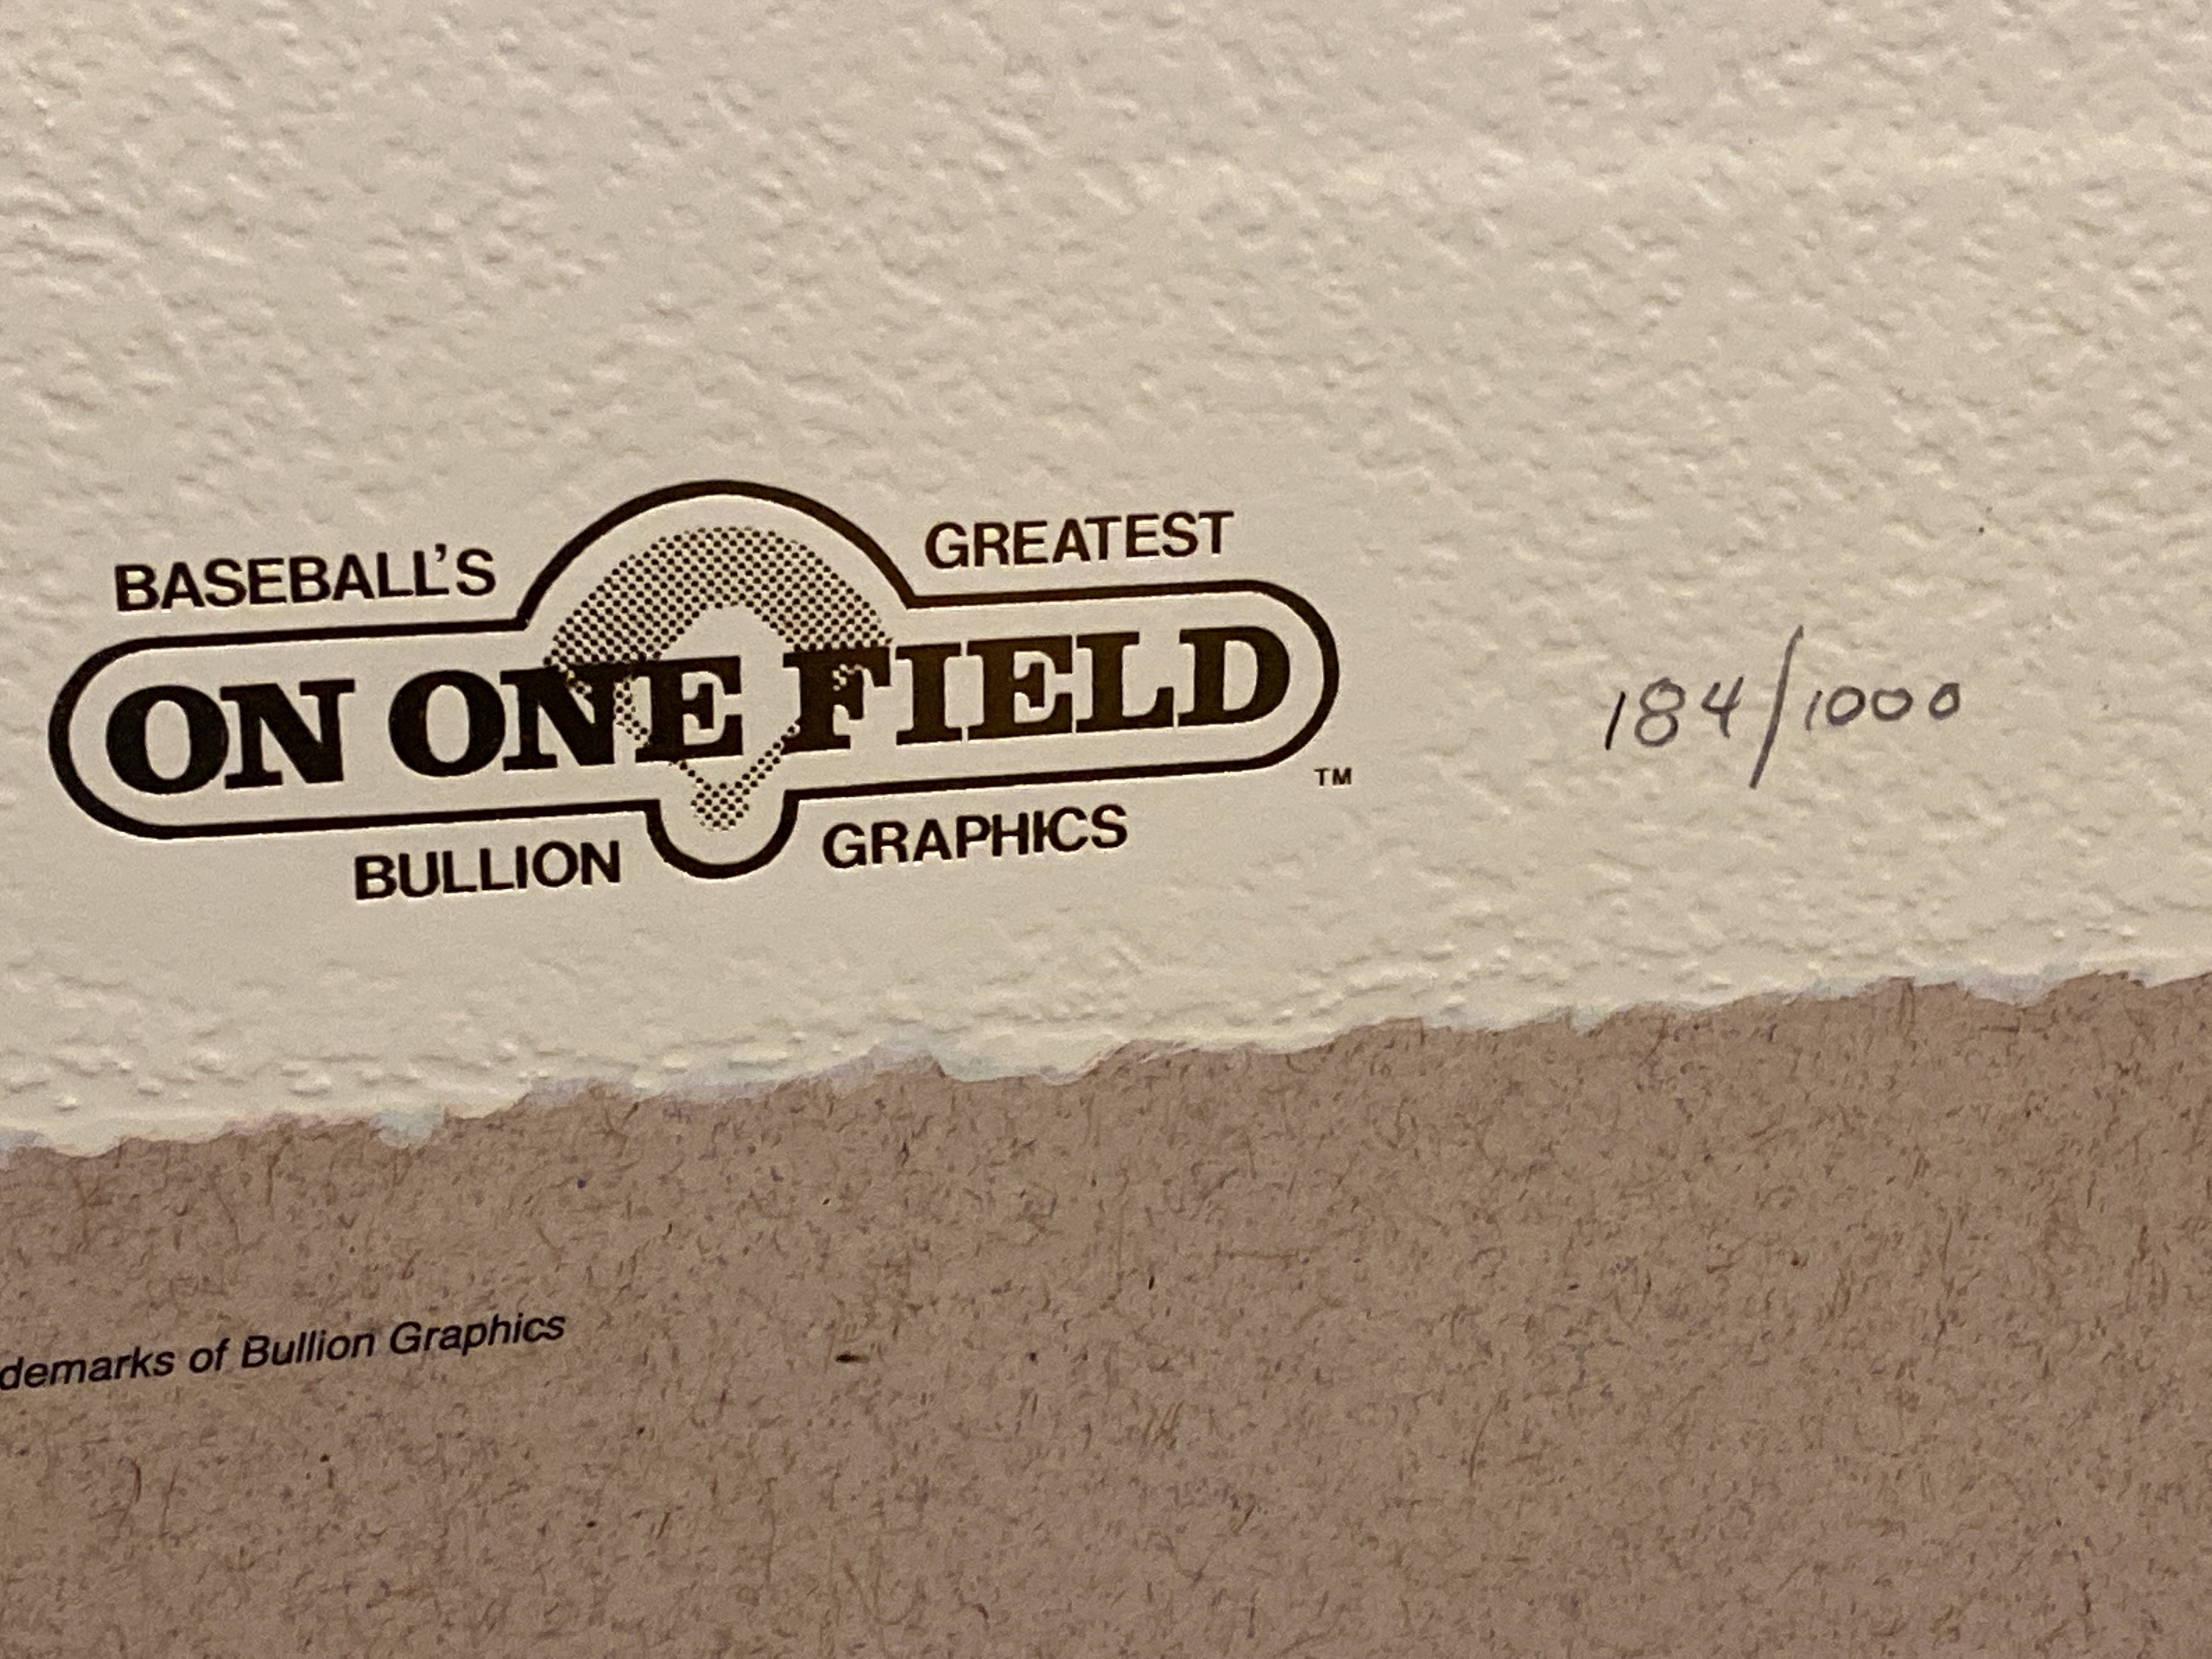 BASEBALL'S GREATEST
ON ONE FIELD
TM
BULLION GRAPHICS
184/1000
demarks of Bullion Graphics